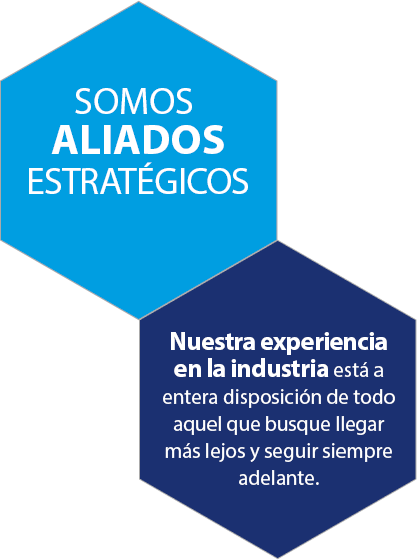 SOMOS
ALIADOS
ESTRATÉGICOS
Nuestra experiencia
en la industria está a
entera disposición de todo
aquel que busque llegar
más lejos y seguir siempre
adelante.